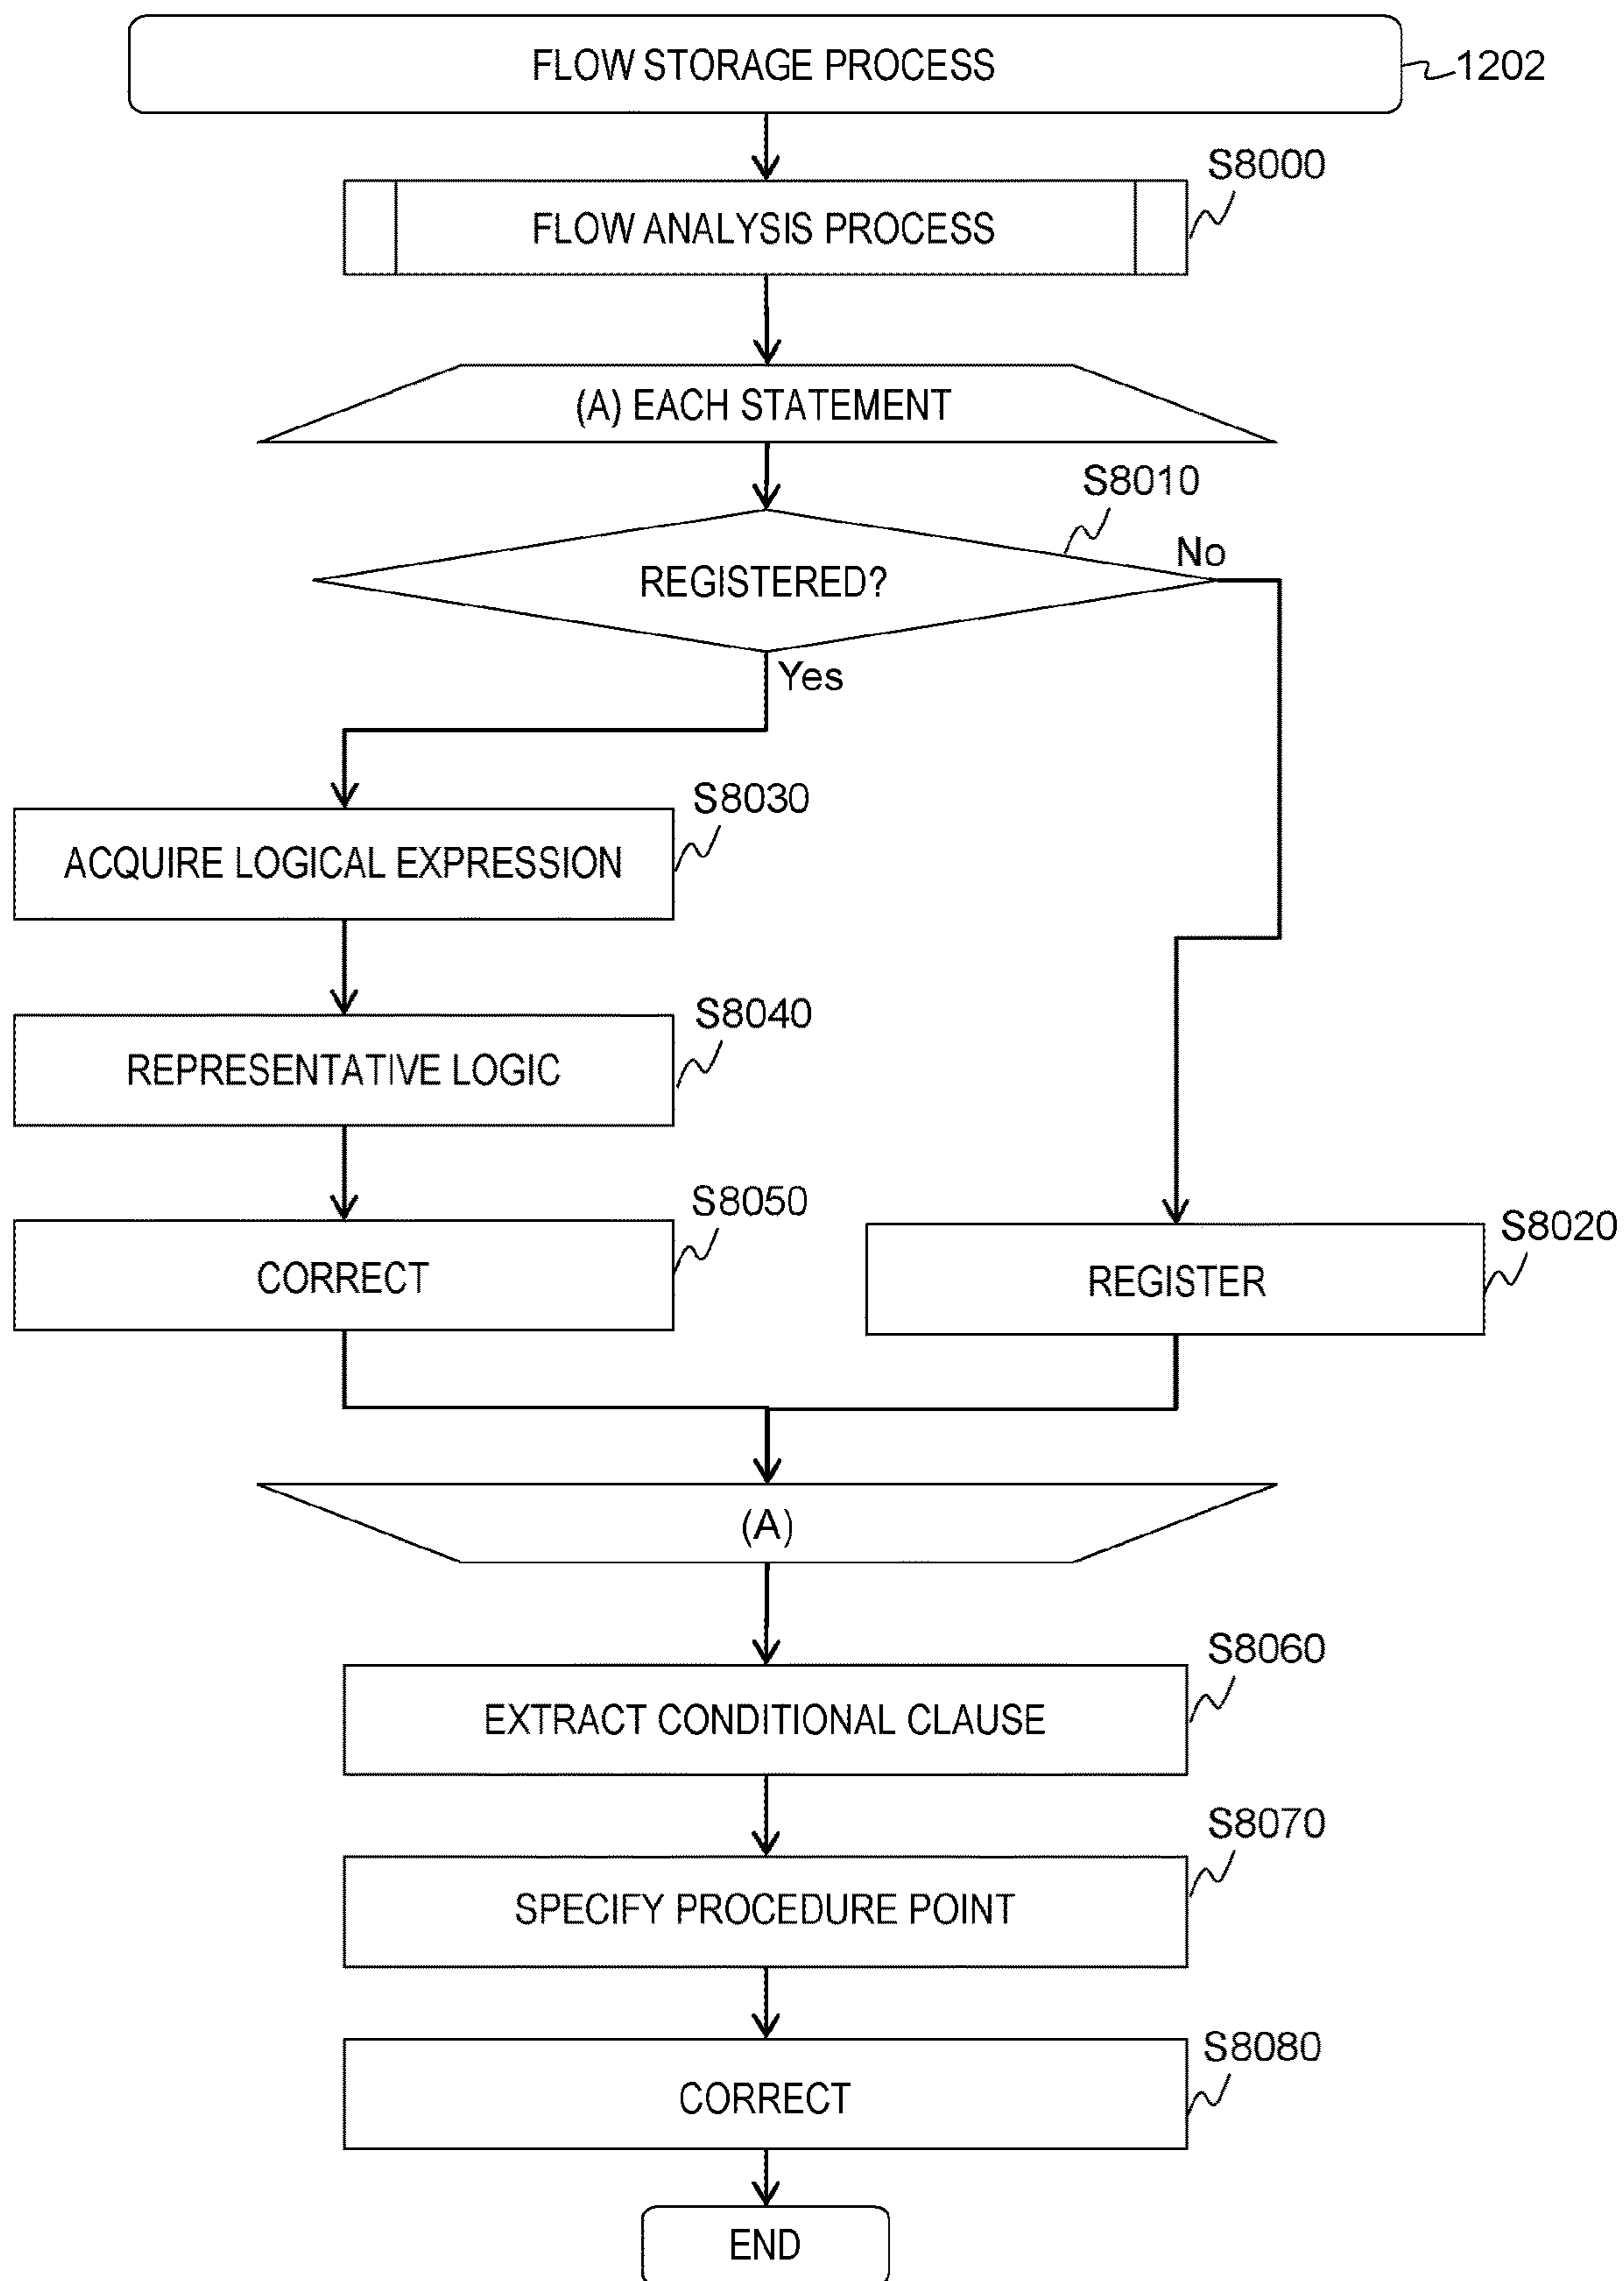 FLOW STORAGE PROCESS
1202
S8000
FLOW ANALYSIS PROCESS
(A) EACH STATEMENT
S8010
No
REGISTERED?
Yes
S8030
ACQUIRE LOGICAL EXPRESSION
S8040
REPRESENTATIVE LOGIC
S8050
CORRECT
S8020
REGISTER
(A)
S8060
EXTRACT CONDITIONAL CLAUSE
S8070
SPECIFY PROCEDURE POINT
S8080
CORRECT
END